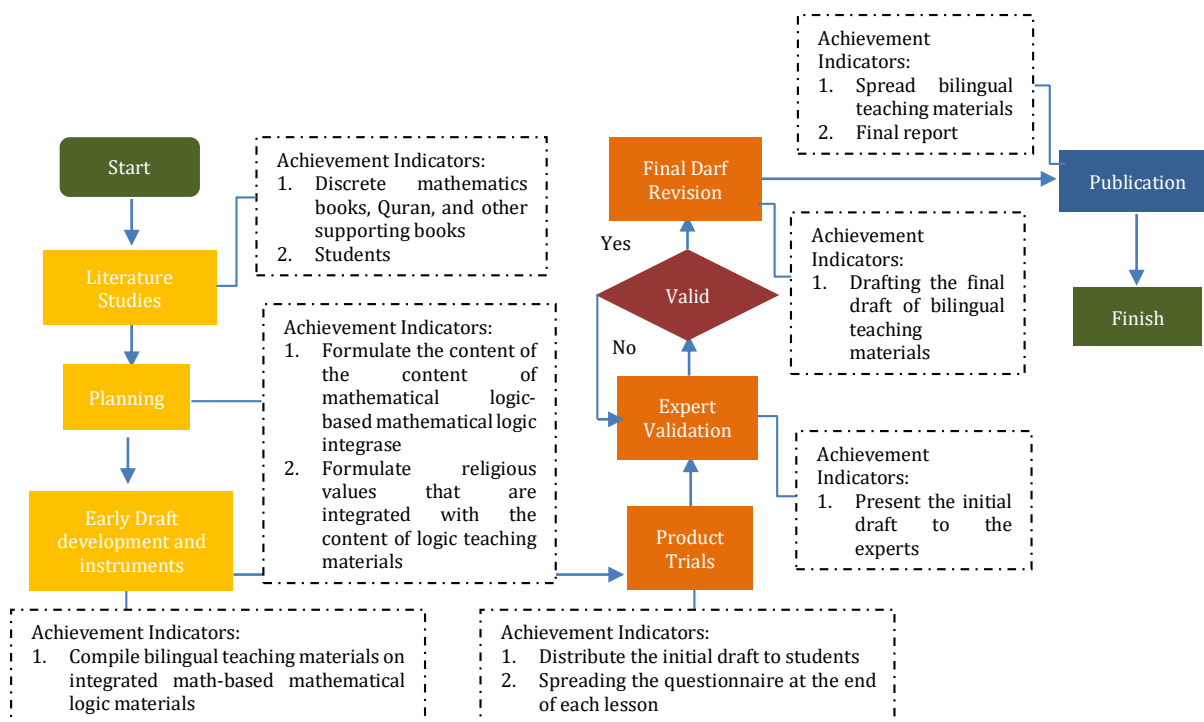 Start
Achievement Indicators:
1. Discrete mathematics
books, Quran, and other
supporting books
2. Students
Literature
Studies
Planning
Achievement Indicators:
1. Formulate the content of
the content of
mathematical logic-
based mathematical logic
integrase
2. Formulate religious
values that are
integrated with the
content of logic teaching
materials
Early Draft
development and
instruments
Achievement Indicators:
1. Compile bilingual teaching materials on
integrated math-based mathematical
logic materials
Product
Trials
Achievement Indicators:
1. Distribute the initial draft to students
2. Spreading the questionnaire at the end
of each lesson
Expert
Validation
Achievement
Indicators:
1. Present the initial
draft to the
experts
Valid
No
Yes
Final Darf
Revision
Achievement
Indicators:
1. Drafting the final
draft of bilingual
teaching
materials
Achievement
Indicators:
1. Spread bilingual
teaching materials
2. Final report
Publication
Finish